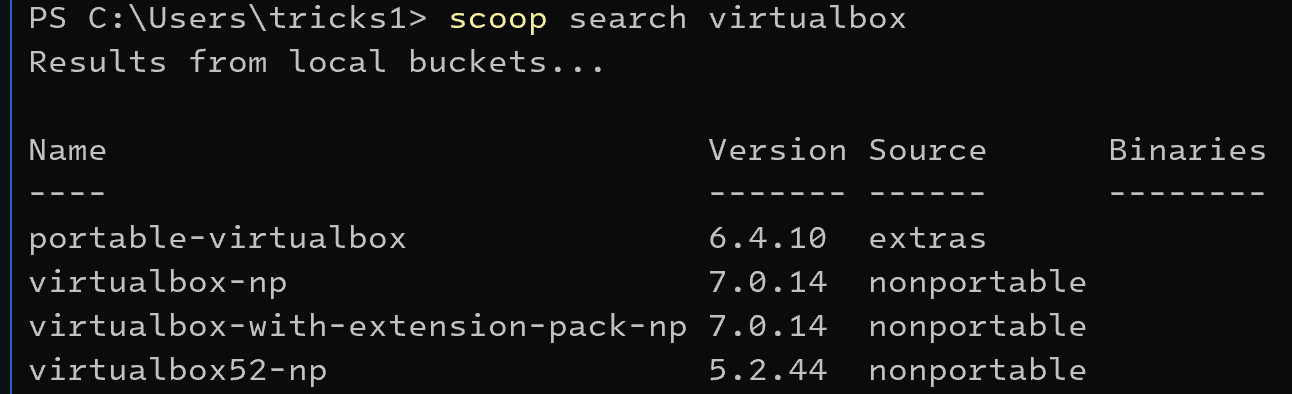 PS C:\Users\tricks1> scoop search virtualbox
Results from local buckets...
Name Version Source Binaries
---- ------- ------ --------
portable-virtualbox 6.4.10 extras
virtualbox-np 7.0.14 nonportable
virtualbox-with-extension-pack-np 7.0.14 nonportable
virtualbox52-np 5.2.44 nonportable